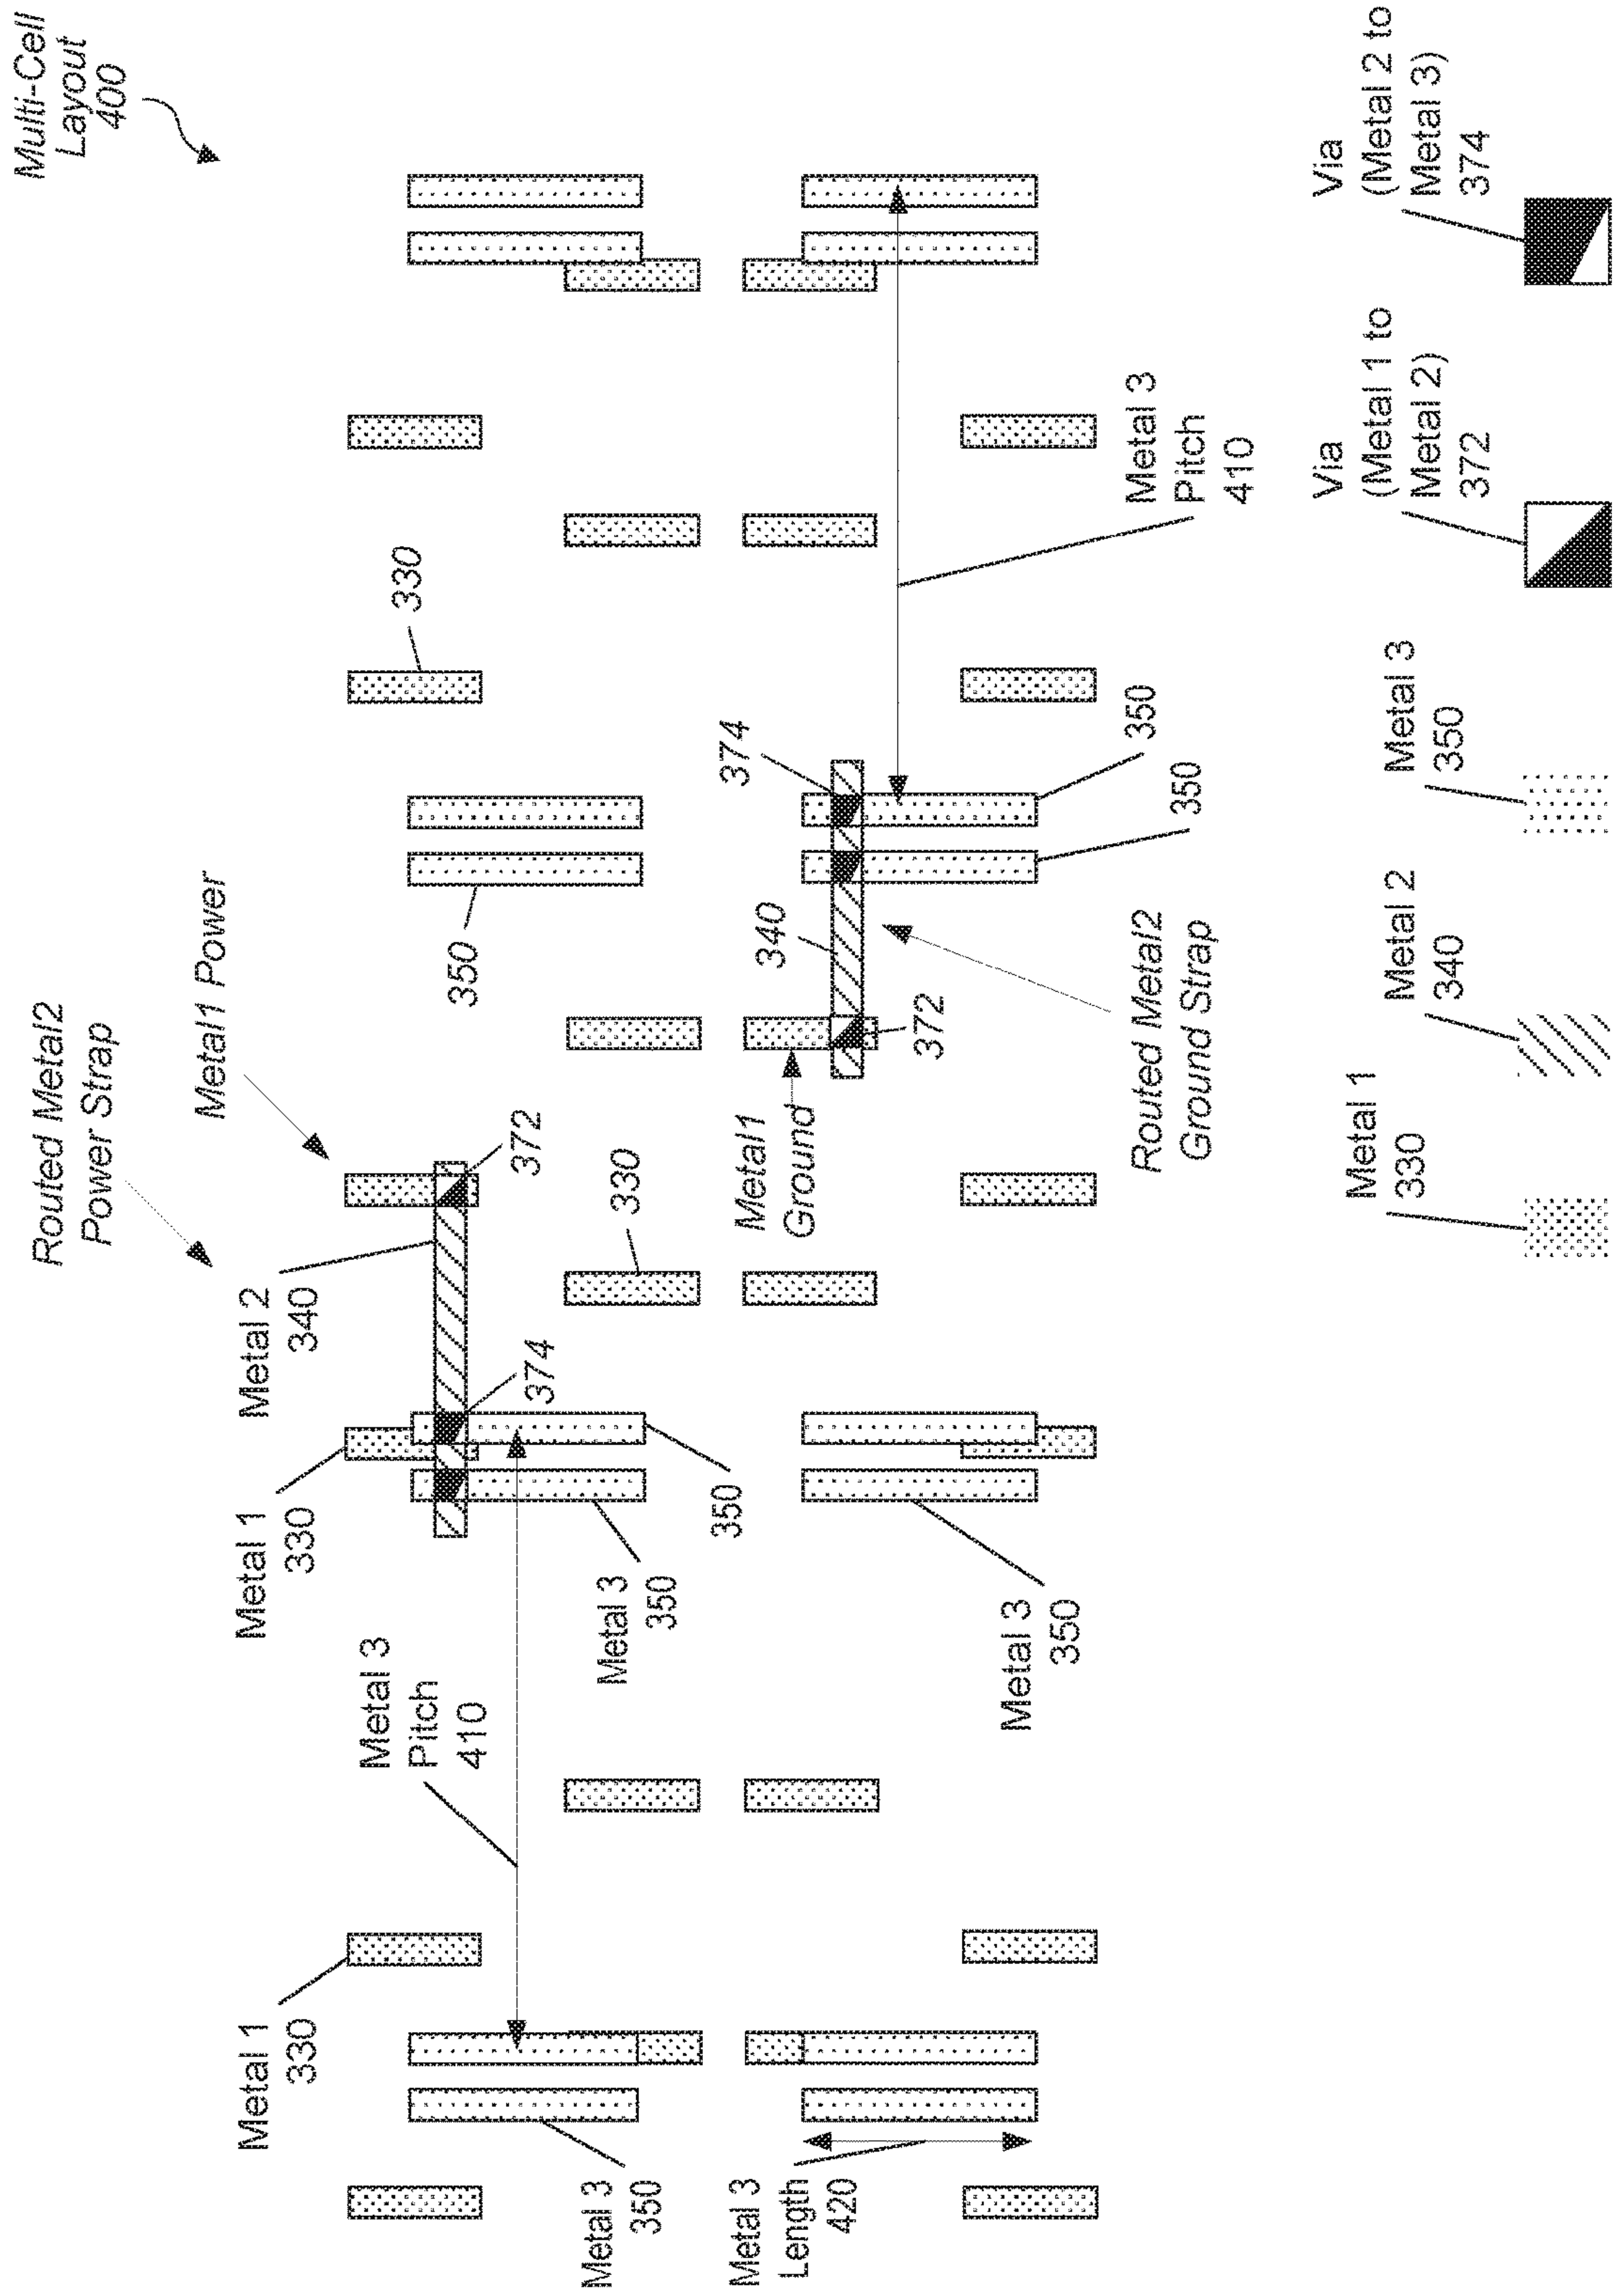 Multi-Cell
Layout
400
Routed Metal2
Power Strap
Metal1 Power
Metal 1
330
Metal 1
330
Metal 2
340
Metal 3
Pitch
410
330
350
372
374
Metal 3
350
Metal 3
350
330
350
374
Metal 3
Length
420
Metal1
Ground
340
372
Metal 3
350
350
350
Routed Metal2
Ground Strap
Metal 3
Pitch
410
Metal 1
330
Metal 2
340
Metal 3
350
Via
(Metal 1 to
Metal 2)
372
Via
(Metal 2 to
Metal 3)
374